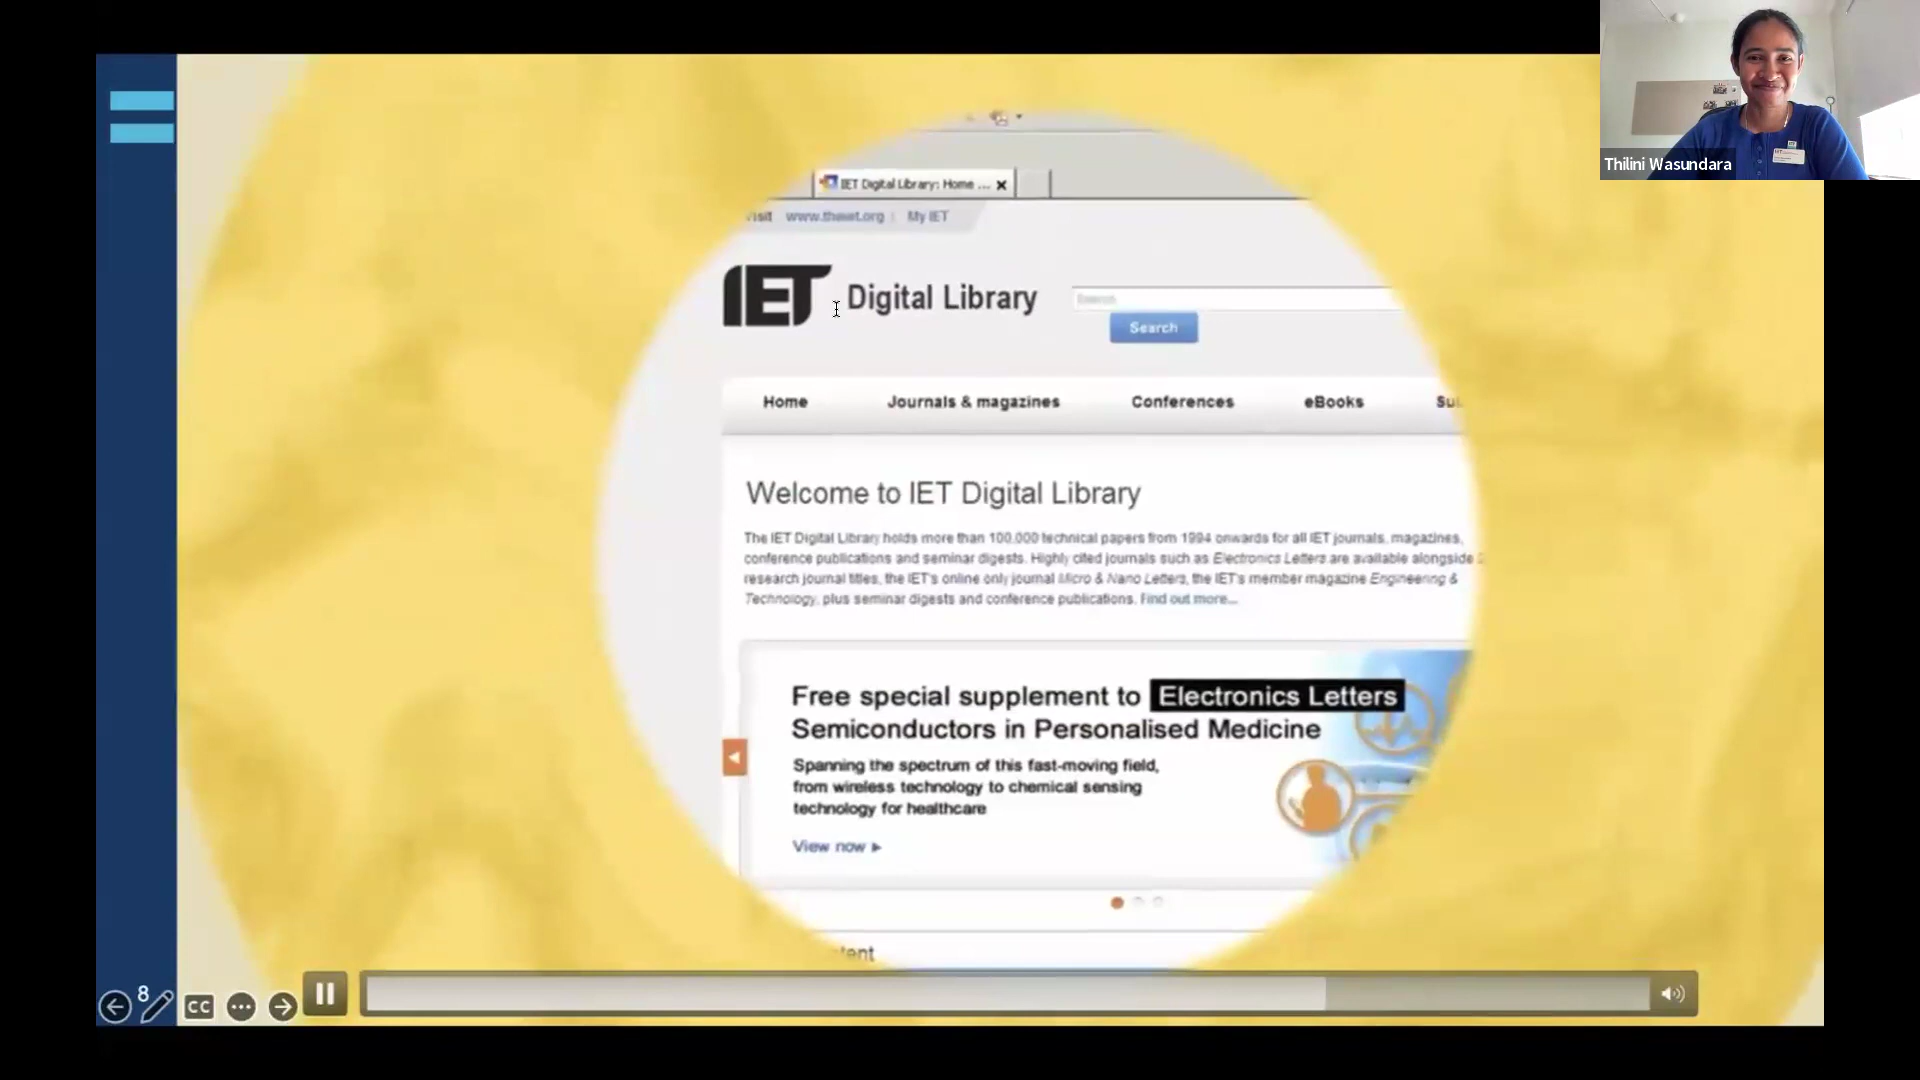 Thilini Wasundara
IET Digital Library: Home ...
www.theiet.org | My IET
IET Digital Library
Search
Search
Home Journals & magazines Conferences eBooks
Welcome to IET Digital Library
The IET Digital Library holds more than 100,000 technical papers from 1994 onwards for all IET journals, magazines,
conference publications and seminar digests. Highly cited journals such as Electronics Letters are available alongside
research journal titles, the IET's online only journal Micro & Nano Letters, the IET's member magazine Engineering &
Technology, plus seminar digests and conference publications. Find out more...
Free special supplement to Electronics Letters
Semiconductors in Personalised Medicine
Spanning the spectrum of this fast-moving field,
from wireless technology to chemical sensing
technology for healthcare
View now
8
CC